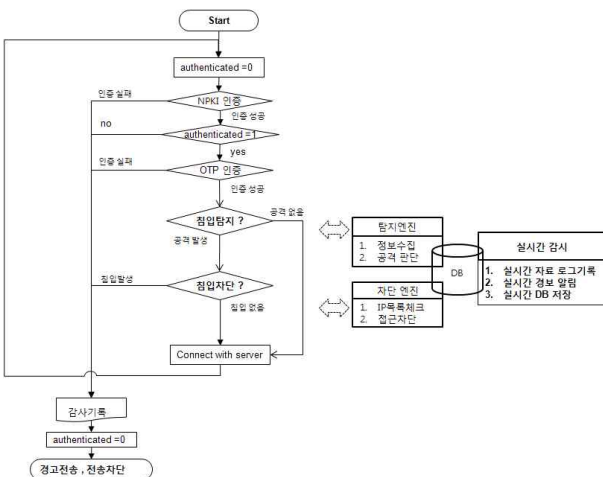 Start
authenticated =0
인증 실패
NPKI 인증
인증 성공
no
authenticated =1
yes
인증 실패
OTP 인증
인증 성공
침입탐지 ?
공격 없음
공격 발생
침입발생
침입차단 ?
침입 없음
Connect with server
감사기록
authenticated =0
경고전송 , 전송차단
탐지엔진
1. 정보수집
2. 공격 판단
차단 엔진
1. IP목록체크
2. 접근차단
DB
실시간 감시
1. 실시간 자료 로그기록
2. 실시간 경보 알림
3. 실시간 DB 저장